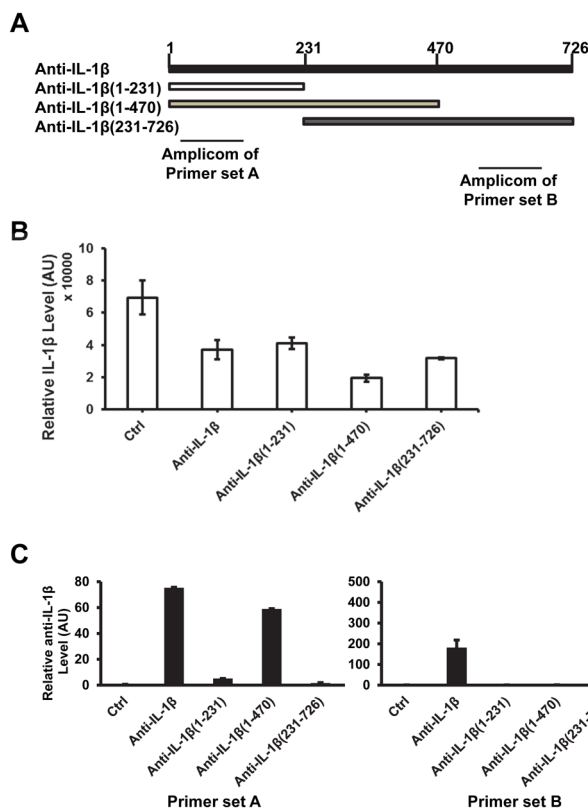 A
1 231 470 726
Anti-IL-1β
Anti-IL-1β(1-231)
Anti-IL-1β(1-470)
Anti-IL-1β(231-726)
Amplicom of
Primer set A
Amplicom of
Primer set B
B
Relative IL-1β Level (AU)
x 10000
10
8
6
4
2
0
Ctrl
Anti-IL-1β
Anti-IL-1β(1-231)
Anti-IL-1β(1-470)
Anti-IL-1β(231-726)
C
Relative anti-IL-1β
Level (AU)
80
60
40
20
0
Ctrl
Anti-IL-1β
Anti-IL-1β(1-231)
Anti-IL-1β(1-470)
Anti-IL-1β(231-726)
Primer set A
500
400
300
200
100
0
Ctrl
Anti-IL-1β
Anti-IL-1β(1-231)
Anti-IL-1β(1-470)
Anti-IL-1β(231-7
Primer set B